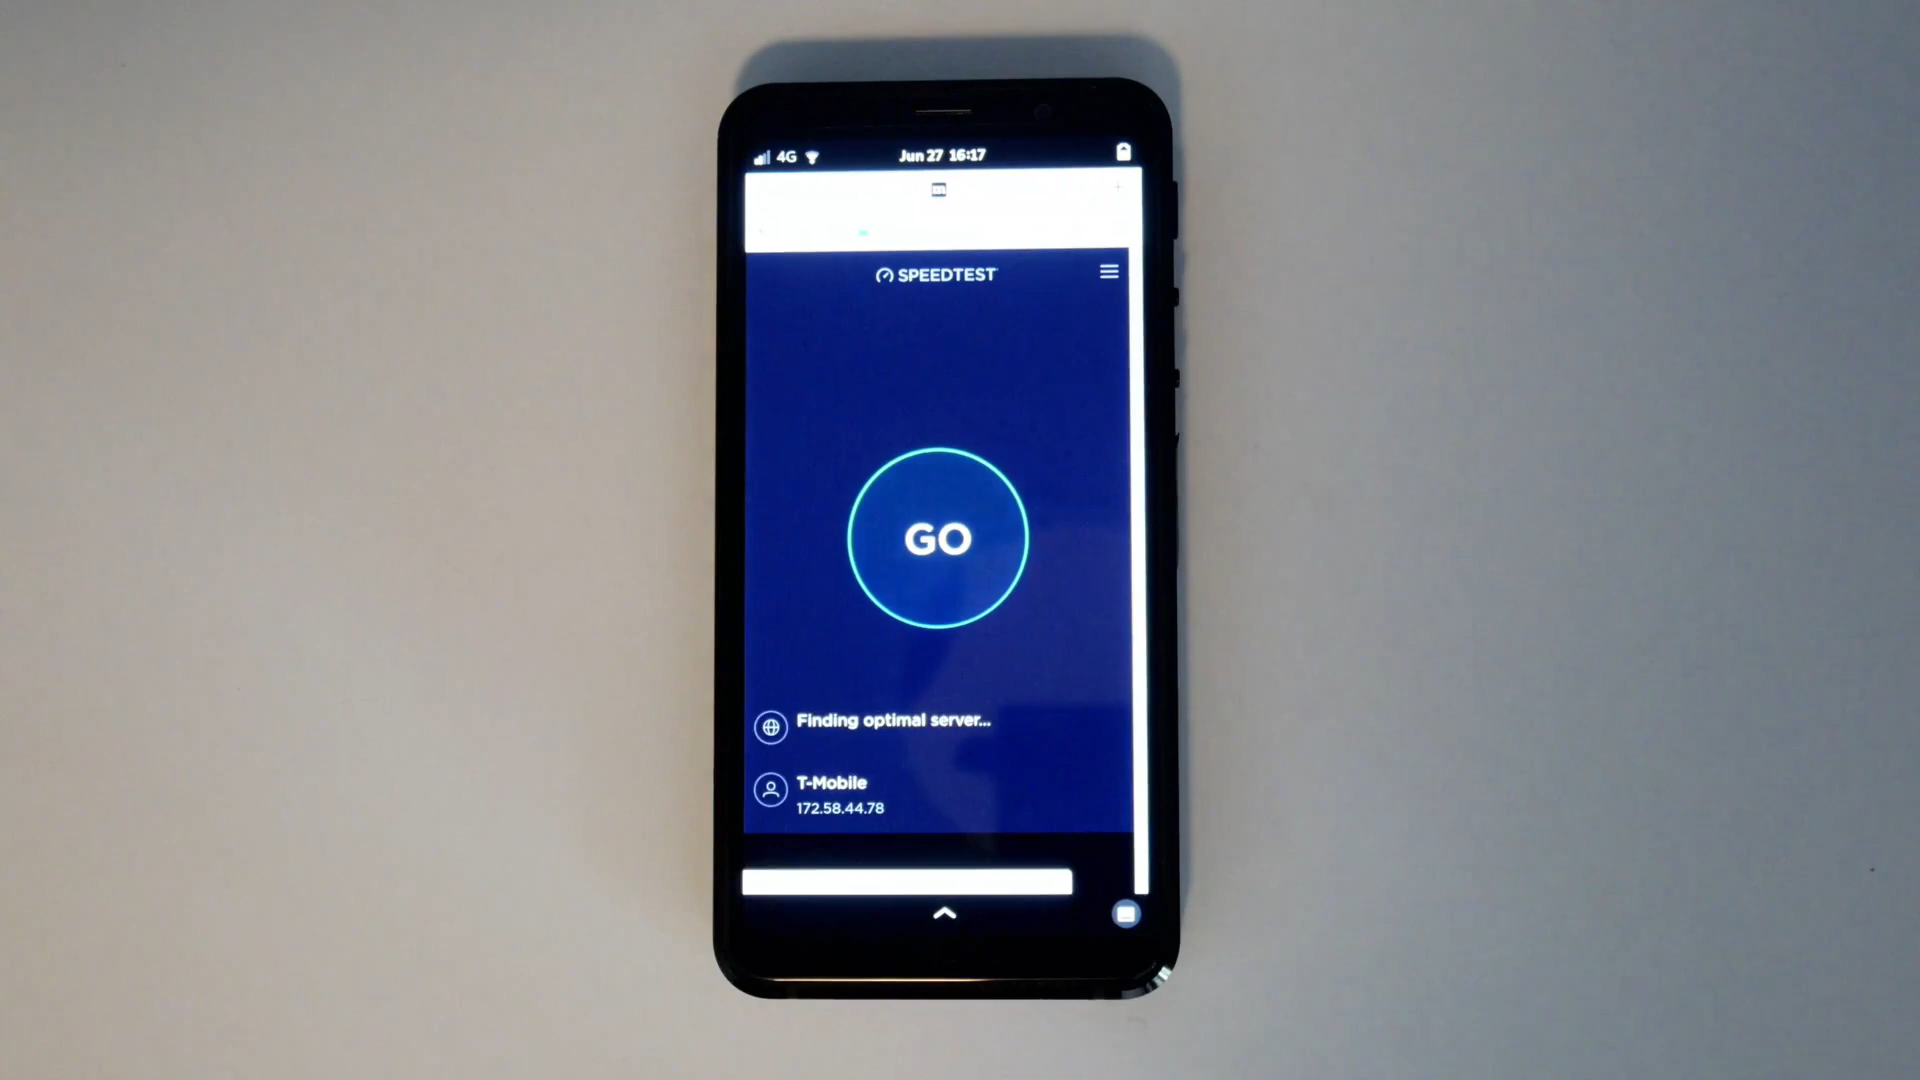 4G
Jun 27 16:17
SPEEDTEST
GO
Finding optimal server...
T-Mobile
172.58.44.78